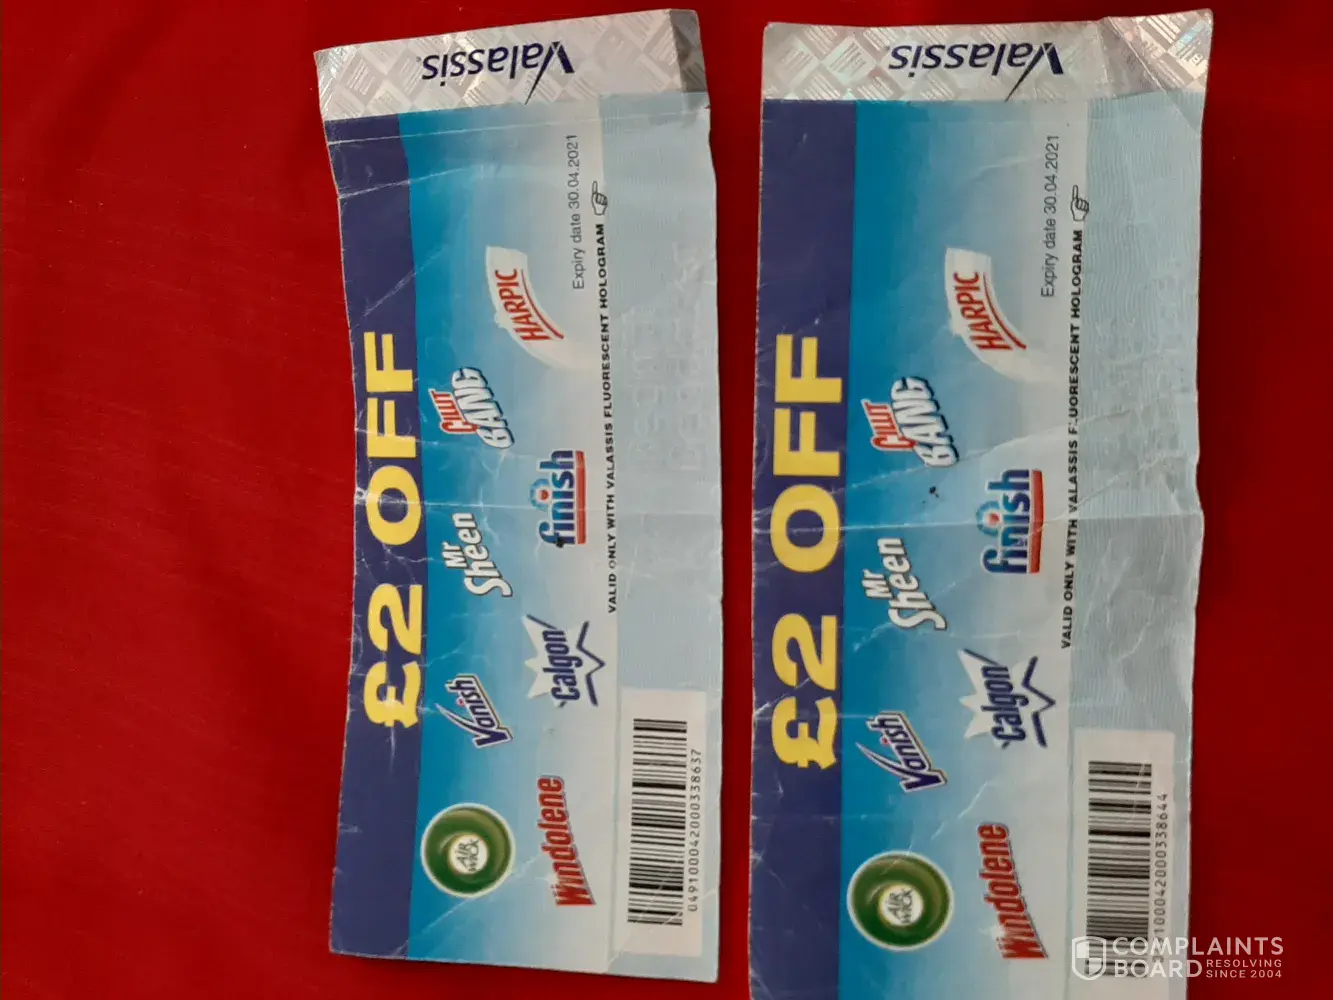 £2 OFF
AIR WICK
Vanish
Mr Sheen
CILLIT BANG
Windolene
Calgon
finish
HARPIC
Expiry date 30.04.2021
VALID ONLY WITH VALASSIS FLUORESCENT HOLOGRAM
04910004200033863​7
Valassis
£2 OFF
AIR WICK
Vanish
Mr Sheen
CILLIT BANG
Windolene
Calgon
finish
HARPIC
Expiry date 30.04.2021
VALID ONLY WITH VALASSIS FLUORESCENT HOLOGRAM
Valassis
COMPLAINTS
BOARD RESOLVING
SINCE 2004